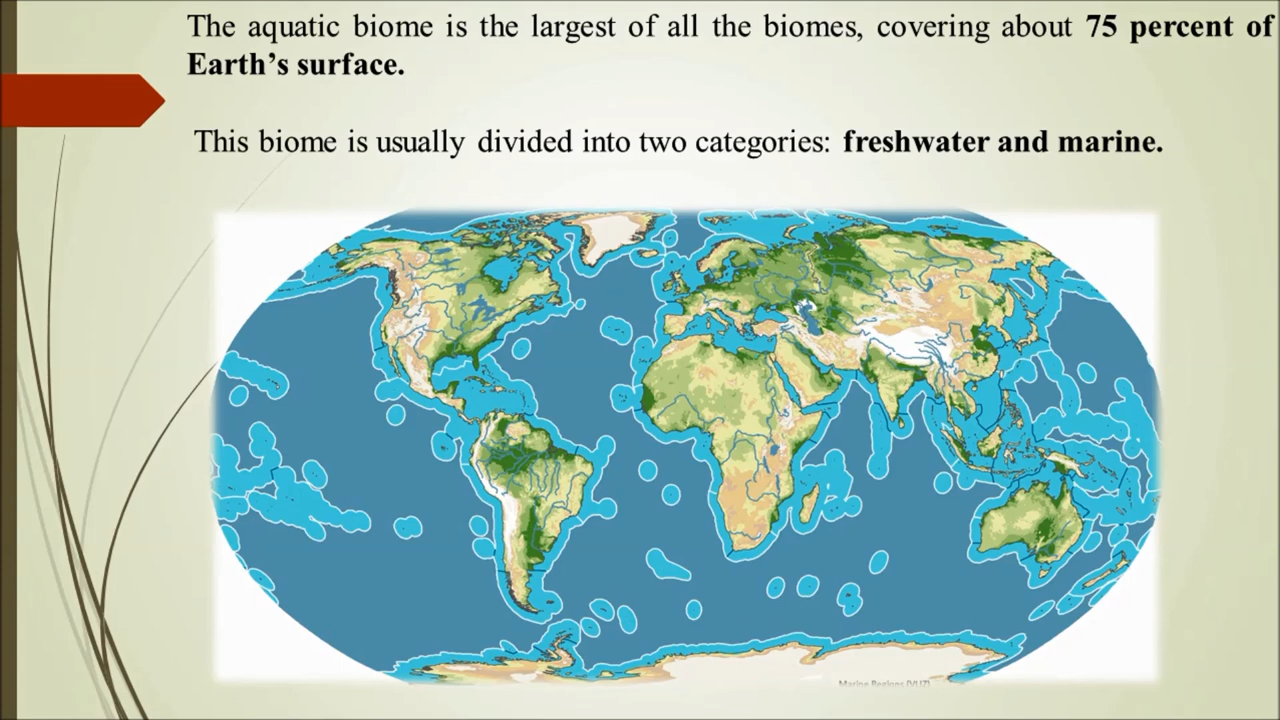 The aquatic biome is the largest of all the biomes, covering about 75 percent of
Earth’s surface.
This biome is usually divided into two categories: freshwater and marine.
Marine Regions (VLIZ)